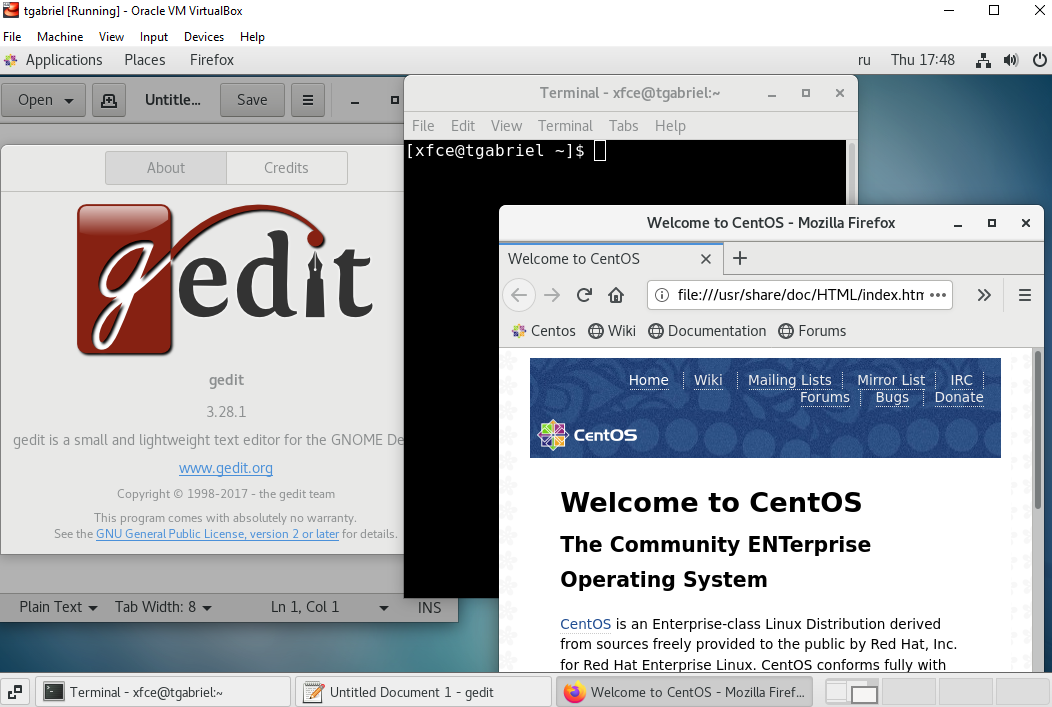 tgabriel [Running] - Oracle VM VirtualBox
File Machine View Input Devices Help
Applications Places Firefox ru Thu 17:48
Open Untitle... Save
About Credits
gedit
gedit
3.28.1
gedit is a small and lightweight text editor for the GNOME De
www.gedit.org
Copyright © 1998-2017 - the gedit team
This program comes with absolutely no warranty.
See the GNU General Public License, version 2 or later for details.
Plain Text Tab Width: 8 Ln 1, Col 1 INS
Terminal - xfce@tgabriel:~
File Edit View Terminal Tabs Help
[xfce@tgabriel ~]$
Welcome to CentOS - Mozilla Firefox
Welcome to CentOS
file:///usr/share/doc/HTML/index.htm
Centos Wiki Documentation Forums
Home Wiki Mailing Lists Mirror List IRC
Forums Bugs Donate
CentOS
Welcome to CentOS
The Community ENTerprise
Operating System
CentOS is an Enterprise-class Linux Distribution derived
from sources freely provided to the public by Red Hat, Inc.
for Red Hat Enterprise Linux. CentOS conforms fully with
Terminal - xfce@tgabriel:~ Untitled Document 1 - gedit Welcome to CentOS - Mozilla Firef...